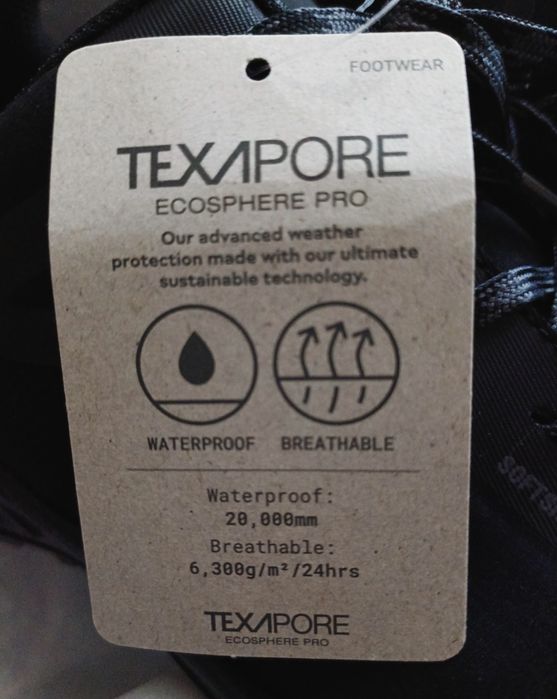 FOOTWEAR
TEXAPORE
ECOSPHERE PRO
Our advanced weather
protection made with our ultimate
sustainable technology.
WATERPROOF BREATHABLE
Waterproof:
20,000mm
Breathable:
6,300g/m²/24hrs
TEXAPORE
ECOSPHERE PRO